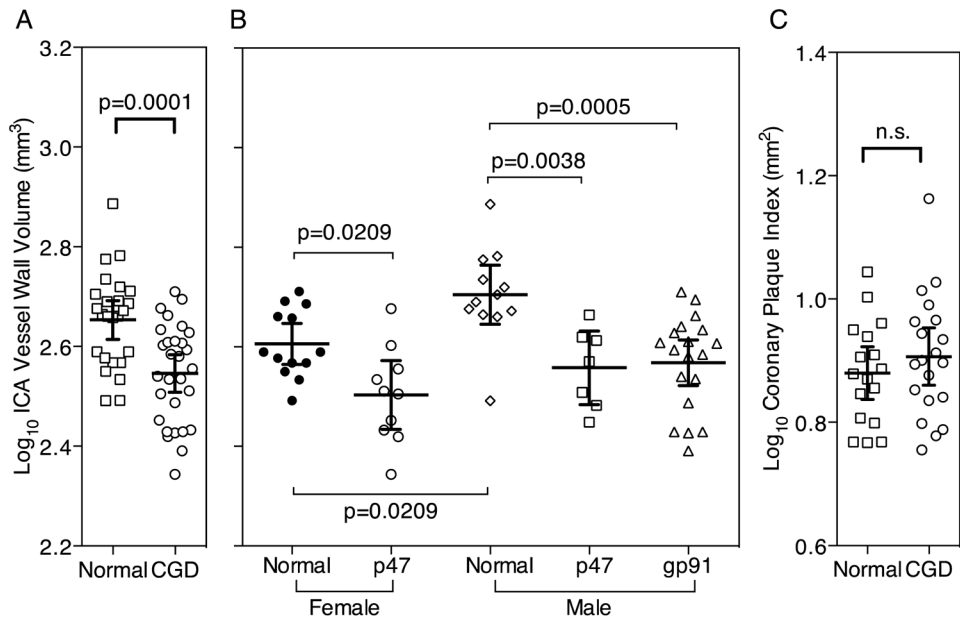 A
B
C
Log10 ICA Vessel Wall Volume (mm3)
3.2
3.0
2.8
2.6
2.4
2.2
p=0.0001
Normal CGD
p=0.0209
p=0.0005
p=0.0038
p=0.0209
Normal p47 Normal p47 gp91
Female Male
Log10 Coronary Plaque Index (mm2)
1.4
1.2
1.0
0.8
0.6
n.s.
Normal CGD